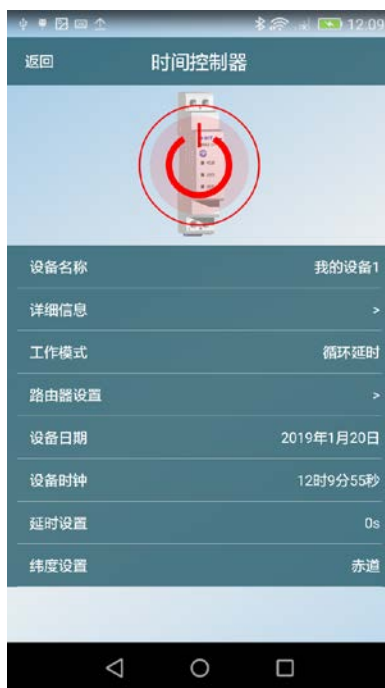 12:09
返回 时间控制器
设备名称 我的设备1
详细信息 >
工作模式 循环延时
路由器设置 >
设备日期 2019年1月20日
设备时钟 12时9分55秒
延时设置 0s
纬度设置 赤道